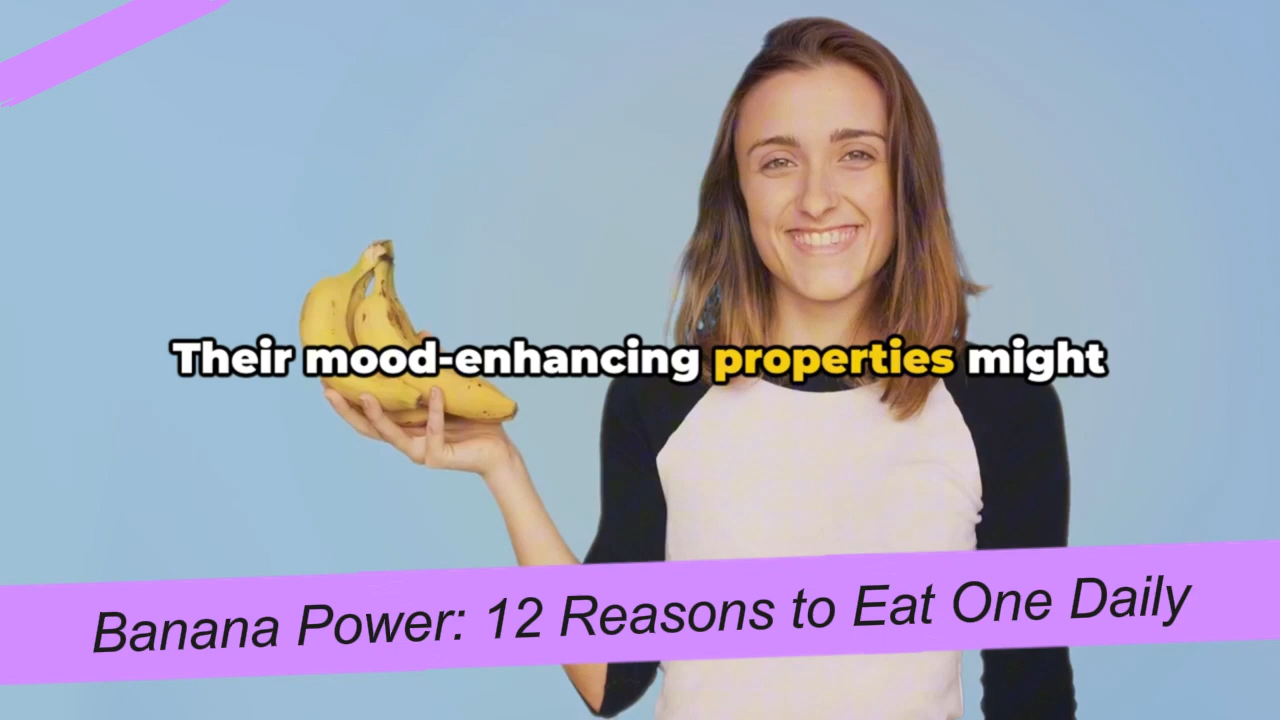 Their mood-enhancing properties might
Banana Power: 12 Reasons to Eat One Daily